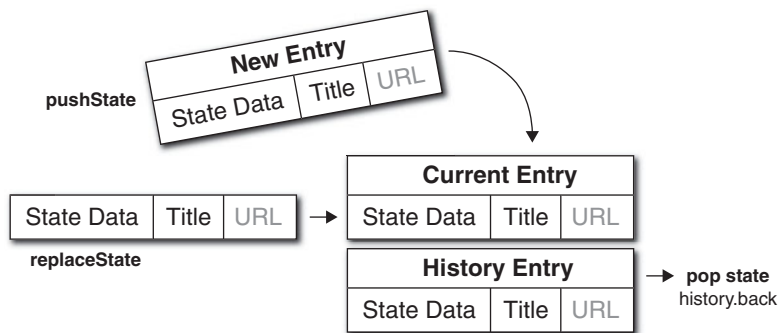 New Entry
State Data Title URL
pushState
Current Entry
State Data Title URL
State Data Title URL
replaceState
History Entry
State Data Title URL
pop state
history.back